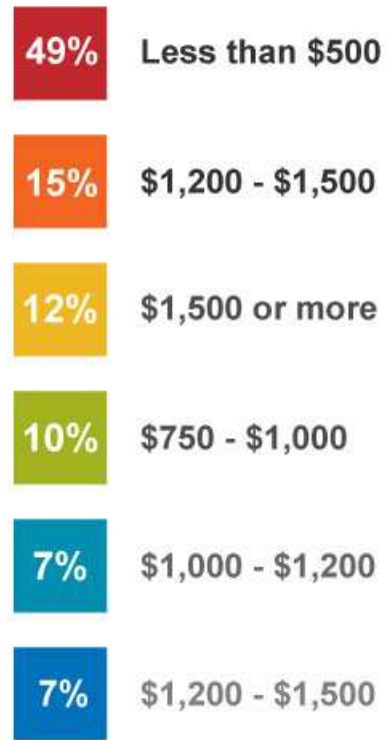 49% Less than $500
15% $1,200 - $1,500
12% $1,500 or more
10% $750 - $1,000
7% $1,000 - $1,200
7% $1,200 - $1,500